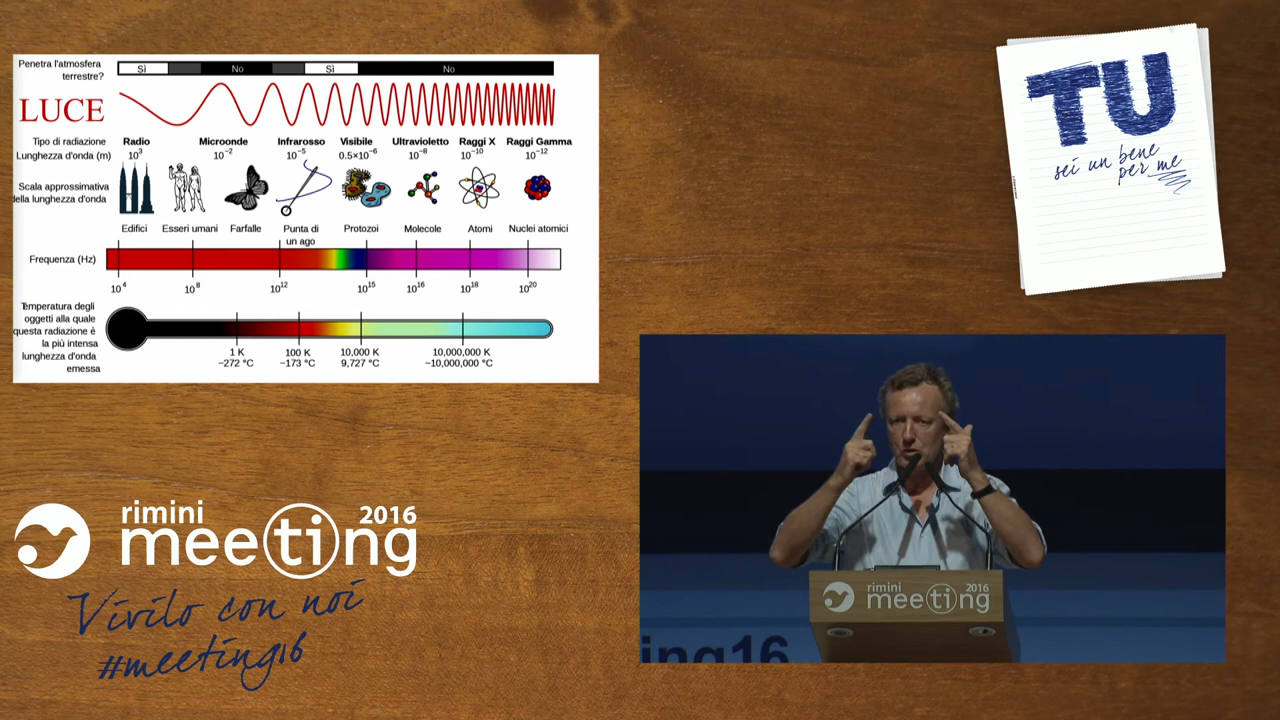 Penetra l'atmosfera
terrestre?
Sì No Sì No
LUCE
Tipo di radiazione Radio Microonde Infrarosso Visibile Ultravioletto Raggi X Raggi Gamma
Lunghezza d'onda (m) 10³ 10⁻² 10⁻⁵ 0.5×10⁻⁶ 10⁻⁸ 10⁻¹⁰ 10⁻¹²
Scala approssimativa
della lunghezza d'onda
Edifici Esseri umani Farfalle Punta di Protozoi Molecole Atomi Nuclei atomici
un ago
Frequenza (Hz)
10⁴ 10⁸ 10¹² 10¹⁵ 10¹⁶ 10¹⁸ 10²⁰
Temperatura degli
oggetti alla quale
questa radiazione è
la più intensa
lunghezza d'onda
emessa
1 K 100 K 10,000 K 10,000,000 K
−272 °C −173 °C 9,727 °C ~10,000,000 °C
TU
sei un bene
per me
rimini 2016
meeting
Vivilo con noi
#meeting16
rimini 2016
meeting
ing16